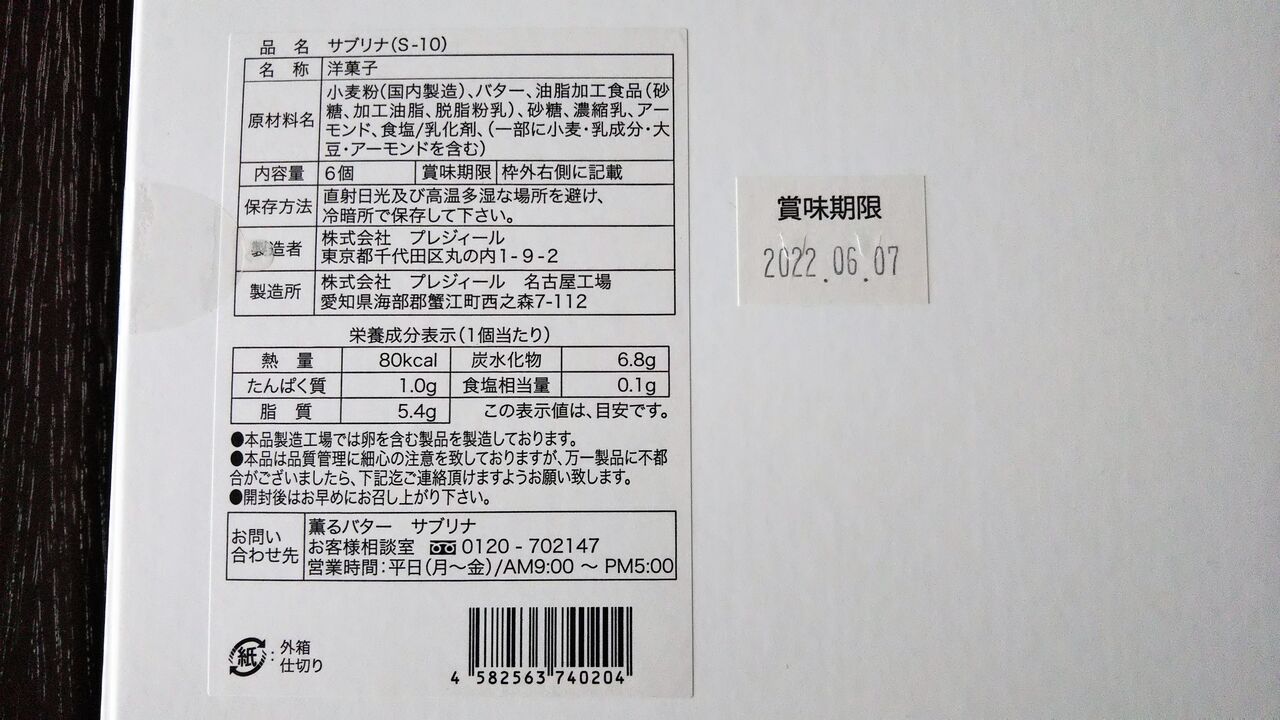 品名 サブリナ(S-10)
名称 洋菓子
原材料名 小麦粉(国内製造)、バター、油脂加工食品(砂
糖、加工油脂、脱脂粉乳)、砂糖、濃縮乳、アー
モンド、食塩/乳化剤、(一部に小麦・乳成分・大
豆・アーモンドを含む)
内容量 6個 賞味期限 枠外右側に記載
保存方法 直射日光及び高温多湿な場所を避け、
冷暗所で保存して下さい。
製造者 株式会社 プレジィール
東京都千代田区丸の内1-9-2
製造所 株式会社 プレジィール 名古屋工場
愛知県海部郡蟹江町西之森7-112
栄養成分表示(1個当たり)
熱量 80kcal 炭水化物 6.8g
たんぱく質 1.0g 食塩相当量 0.1g
脂質 5.4g この表示値は、目安です。
●本品製造工場では卵を含む製品を製造しております。
●本品は品質管理に細心の注意を致しておりますが、万一製品に不都
合がございましたら、下記迄ご連絡頂けますようお願い致します。
●開封後はお早めにお召し上がり下さい。
お問い合わせ先 薫るバター サブリナ
お客様相談室 0120-702147
営業時間:平日(月〜金)/AM9:00 〜 PM5:00
紙:外箱
仕切り
4 582563 740204
賞味期限
2022.06.07